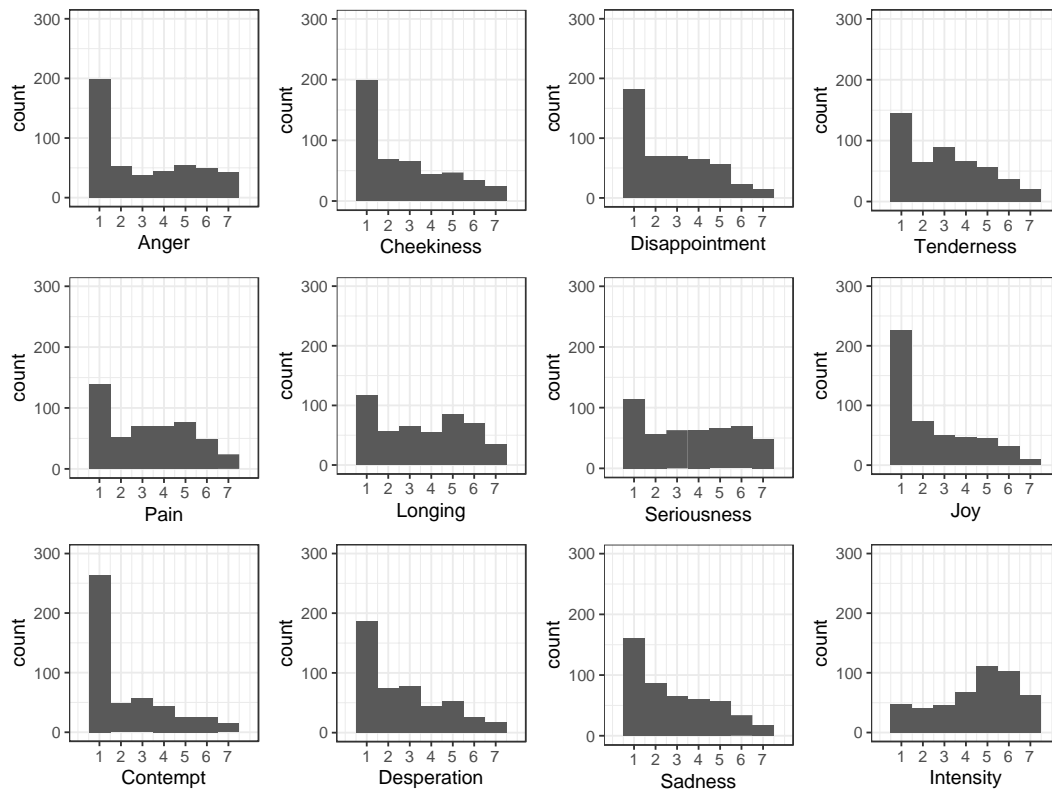 300
200
100
0
count
1 2 3 4 5 6 7
Anger
300
200
100
0
count
1 2 3 4 5 6 7
Cheekiness
300
200
100
0
count
1 2 3 4 5 6 7
Disappointment
300
200
100
0
count
1 2 3 4 5 6 7
Tenderness
300
200
100
0
count
1 2 3 4 5 6 7
Pain
300
200
100
0
count
1 2 3 4 5 6 7
Longing
300
200
100
0
count
1 2 3 4 5 6 7
Seriousness
300
200
100
0
count
1 2 3 4 5 6 7
Joy
300
200
100
0
count
1 2 3 4 5 6 7
Contempt
300
200
100
0
count
1 2 3 4 5 6 7
Desperation
300
200
100
0
count
1 2 3 4 5 6 7
Sadness
300
200
100
0
count
1 2 3 4 5 6 7
Intensity